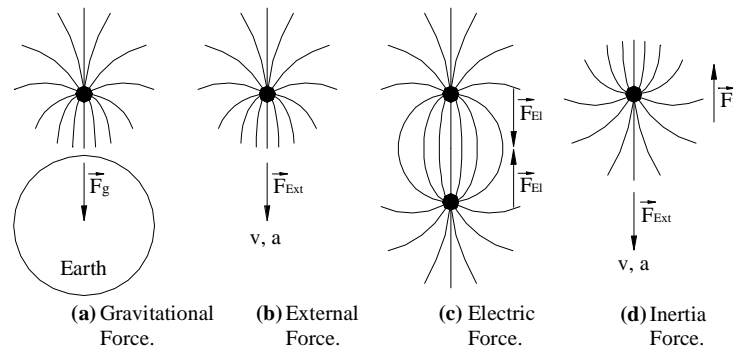 F_g
Earth
F_Ext
v, a
F_El
F_El
F
F_Ext
v, a
(a) Gravitational
Force.
(b) External
Force.
(c) Electric
Force.
(d) Inertia
Force.